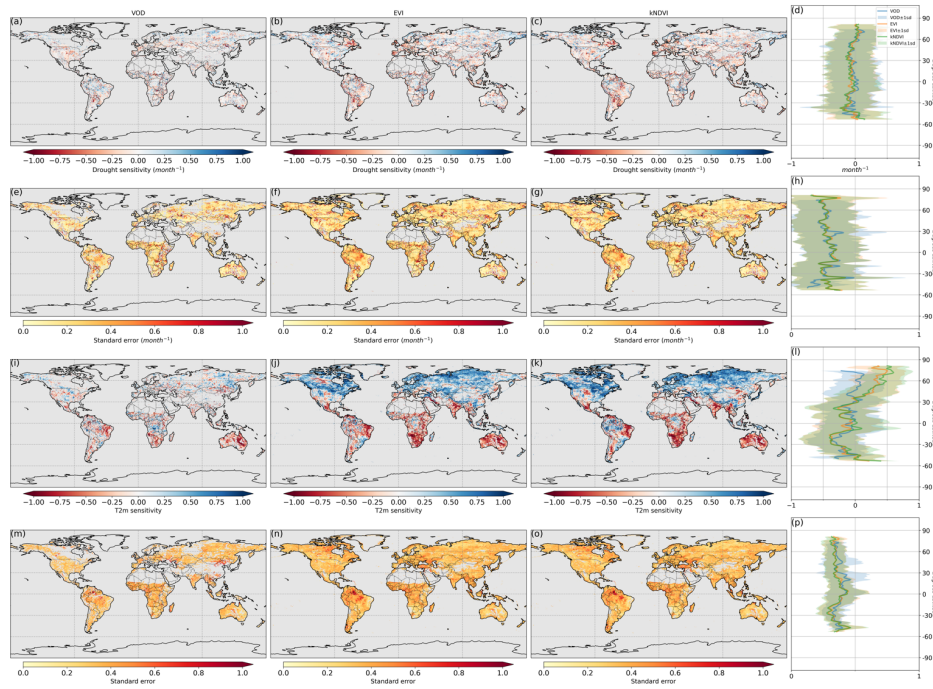 VOD EVI kNDVI
(a) (b) (c) (d)
VOD
VOD±1sd
EVI
EVI±1sd
kNDVI
kNDVI±1sd
90
60
30
0
-30
-60
-90
−1.00 −0.75 −0.50 −0.25 0.00 0.25 0.50 0.75 1.00
Drought sensitivity (month⁻¹)
−1.00 −0.75 −0.50 −0.25 0.00 0.25 0.50 0.75 1.00
Drought sensitivity (month⁻¹)
−1.00 −0.75 −0.50 −0.25 0.00 0.25 0.50 0.75 1.00
Drought sensitivity (month⁻¹)
−1 0 1
month⁻¹
(e) (f) (g) (h)
90
60
30
0
-30
-60
-90
0.0 0.2 0.4 0.6 0.8 1.0
Standard error (month⁻¹)
0.0 0.2 0.4 0.6 0.8 1.0
Standard error (month⁻¹)
0.0 0.2 0.4 0.6 0.8 1.0
Standard error (month⁻¹)
0 1
(i) (j) (k) (l)
90
60
30
0
-30
-60
-90
−1.00 −0.75 −0.50 −0.25 0.00 0.25 0.50 0.75 1.00
T2m sensitivity
−1.00 −0.75 −0.50 −0.25 0.00 0.25 0.50 0.75 1.00
T2m sensitivity
−1.00 −0.75 −0.50 −0.25 0.00 0.25 0.50 0.75 1.00
T2m sensitivity
−1 0 1
(m) (n) (o) (p)
90
60
30
0
-30
-60
-90
0.0 0.2 0.4 0.6 0.8 1.0
Standard error
0.0 0.2 0.4 0.6 0.8 1.0
Standard error
0.0 0.2 0.4 0.6 0.8 1.0
Standard error
0 1